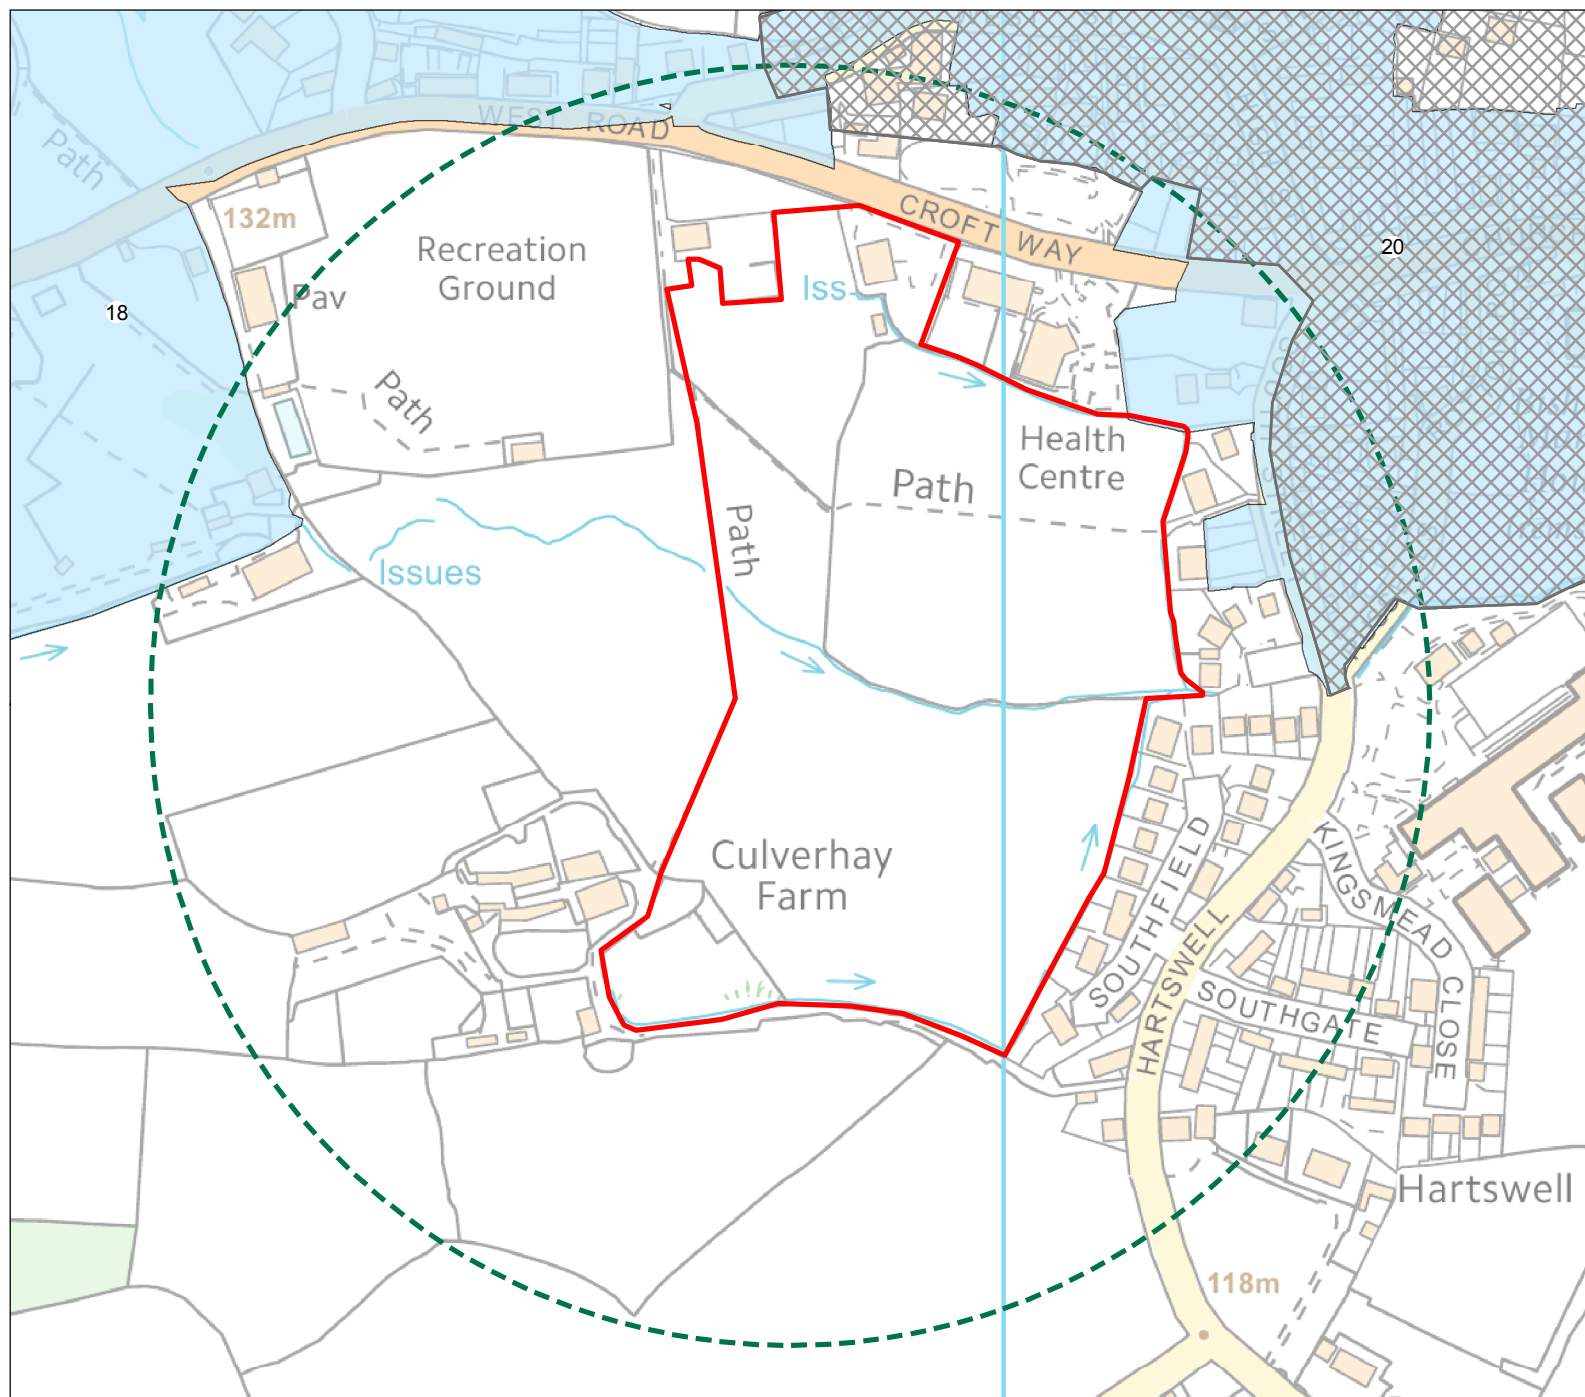 WEST ROAD
Path
132m
Recreation
Ground
CROFT WAY
20
18
Pav
Iss
Path
Health
Centre
Path
Path
Issues
Culverhay
Farm
KINGSMEAD CLOSE
SOUTHFIELD
HARTSWELL
SOUTHGATE
Hartswell
118m